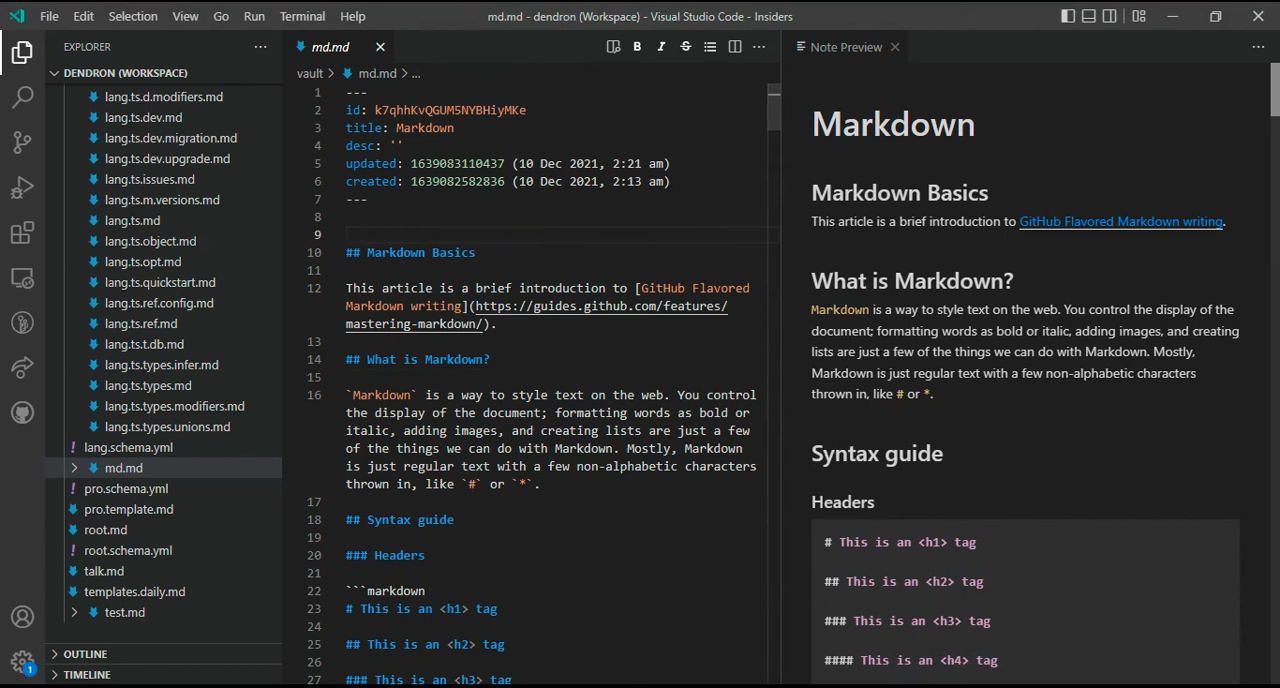 File Edit Selection View Go Run Terminal Help
md.md - dendron (Workspace) - Visual Studio Code - Insiders
EXPLORER
DENDRON (WORKSPACE)
lang.ts.d.modifiers.md
lang.ts.dev.md
lang.ts.dev.migration.md
lang.ts.dev.upgrade.md
lang.ts.issues.md
lang.ts.m.versions.md
lang.ts.md
lang.ts.object.md
lang.ts.opt.md
lang.ts.quickstart.md
lang.ts.ref.config.md
lang.ts.ref.md
lang.ts.t.db.md
lang.ts.types.infer.md
lang.ts.types.md
lang.ts.types.modifiers.md
lang.ts.types.unions.md
! lang.schema.yml
md.md
! pro.schema.yml
pro.template.md
root.md
! root.schema.yml
talk.md
templates.daily.md
test.md
OUTLINE
TIMELINE
1
md.md
B I S
vault > md.md > ...
1 ---
2 id: k7qhhKvQGUM5NYBHiyMKe
3 title: Markdown
4 desc: ''
5 updated: 1639083110437 (10 Dec 2021, 2:21 am)
6 created: 1639082582836 (10 Dec 2021, 2:13 am)
7 ---
8
9
10 ## Markdown Basics
11
12 This article is a brief introduction to [GitHub Flavored
Markdown writing](https://guides.github.com/features/
mastering-markdown/).
13
14 ## What is Markdown?
15
16 `Markdown` is a way to style text on the web. You control
the display of the document; formatting words as bold or
italic, adding images, and creating lists are just a few
of the things we can do with Markdown. Mostly, Markdown
is just regular text with a few non-alphabetic characters
thrown in, like `#` or `*`.
17
18 ## Syntax guide
19
20 ### Headers
21
22 ```markdown
23 # This is an <h1> tag
24
25 ## This is an <h2> tag
26
27 ### This is an <h3> tag
Note Preview
Markdown
Markdown Basics
This article is a brief introduction to GitHub Flavored Markdown writing.
What is Markdown?
Markdown is a way to style text on the web. You control the display of the
document; formatting words as bold or italic, adding images, and creating
lists are just a few of the things we can do with Markdown. Mostly,
Markdown is just regular text with a few non-alphabetic characters
thrown in, like # or *.
Syntax guide
Headers
# This is an <h1> tag
## This is an <h2> tag
### This is an <h3> tag
#### This is an <h4> tag